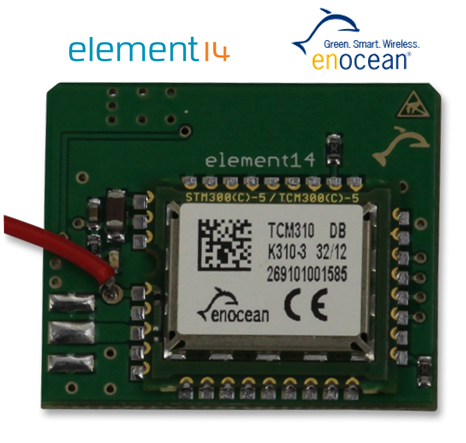 element14
Green. Smart. Wireless.
enocean®
element14
STM300(C)-5/TCM300(C)-5
TCM310 DB
K310-3 32/12
269101001585
enocean CE